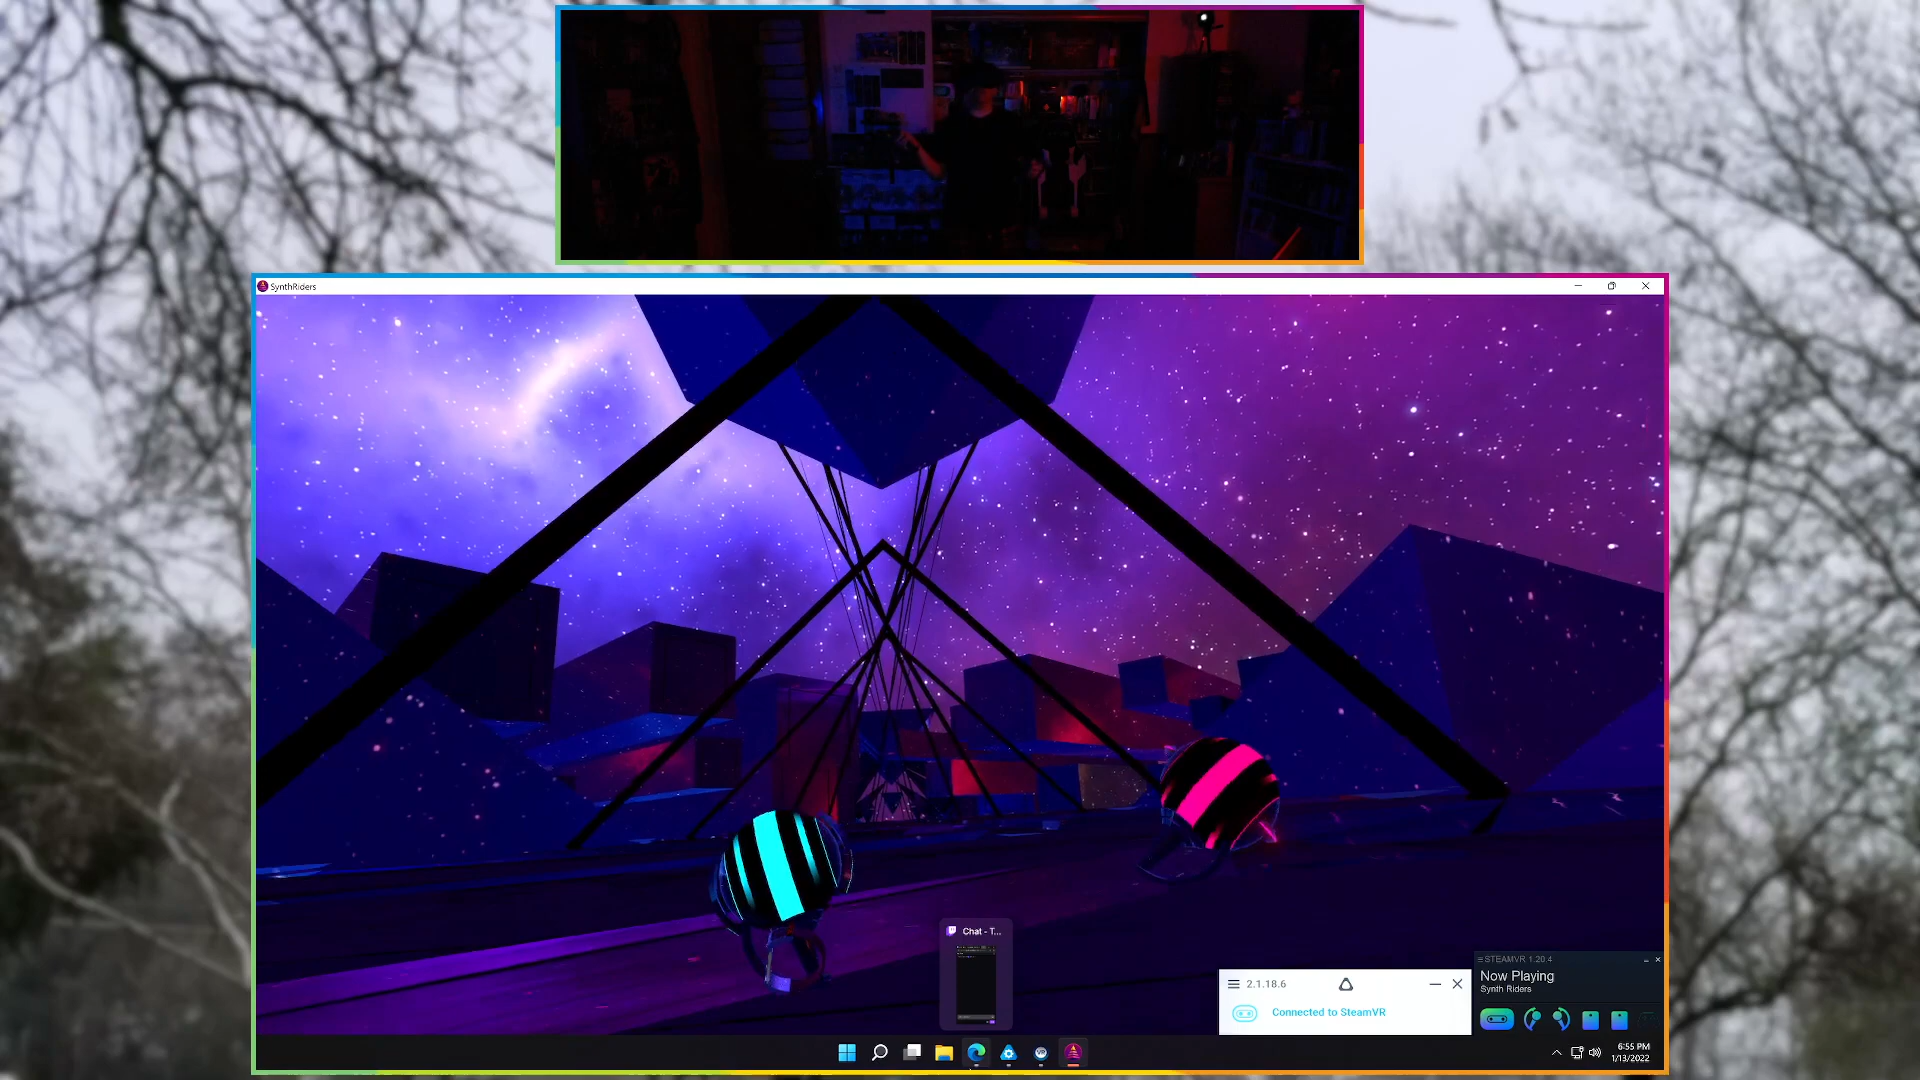 SynthRiders
Chat - T...
2.1.18.6
Connected to SteamVR
STEAMVR 1.20.4
Now Playing
Synth Riders
6:55 PM
1/13/2022